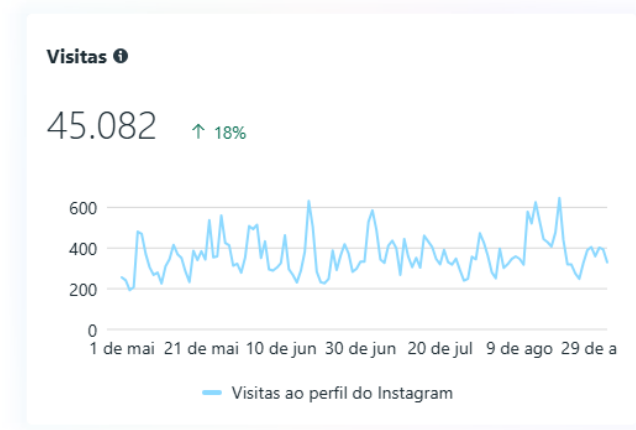 Visitas
45.082 ↑ 18%
600
400
200
0
1 de mai 21 de mai 10 de jun 30 de jun 20 de jul 9 de ago 29 de a
Visitas ao perfil do Instagram